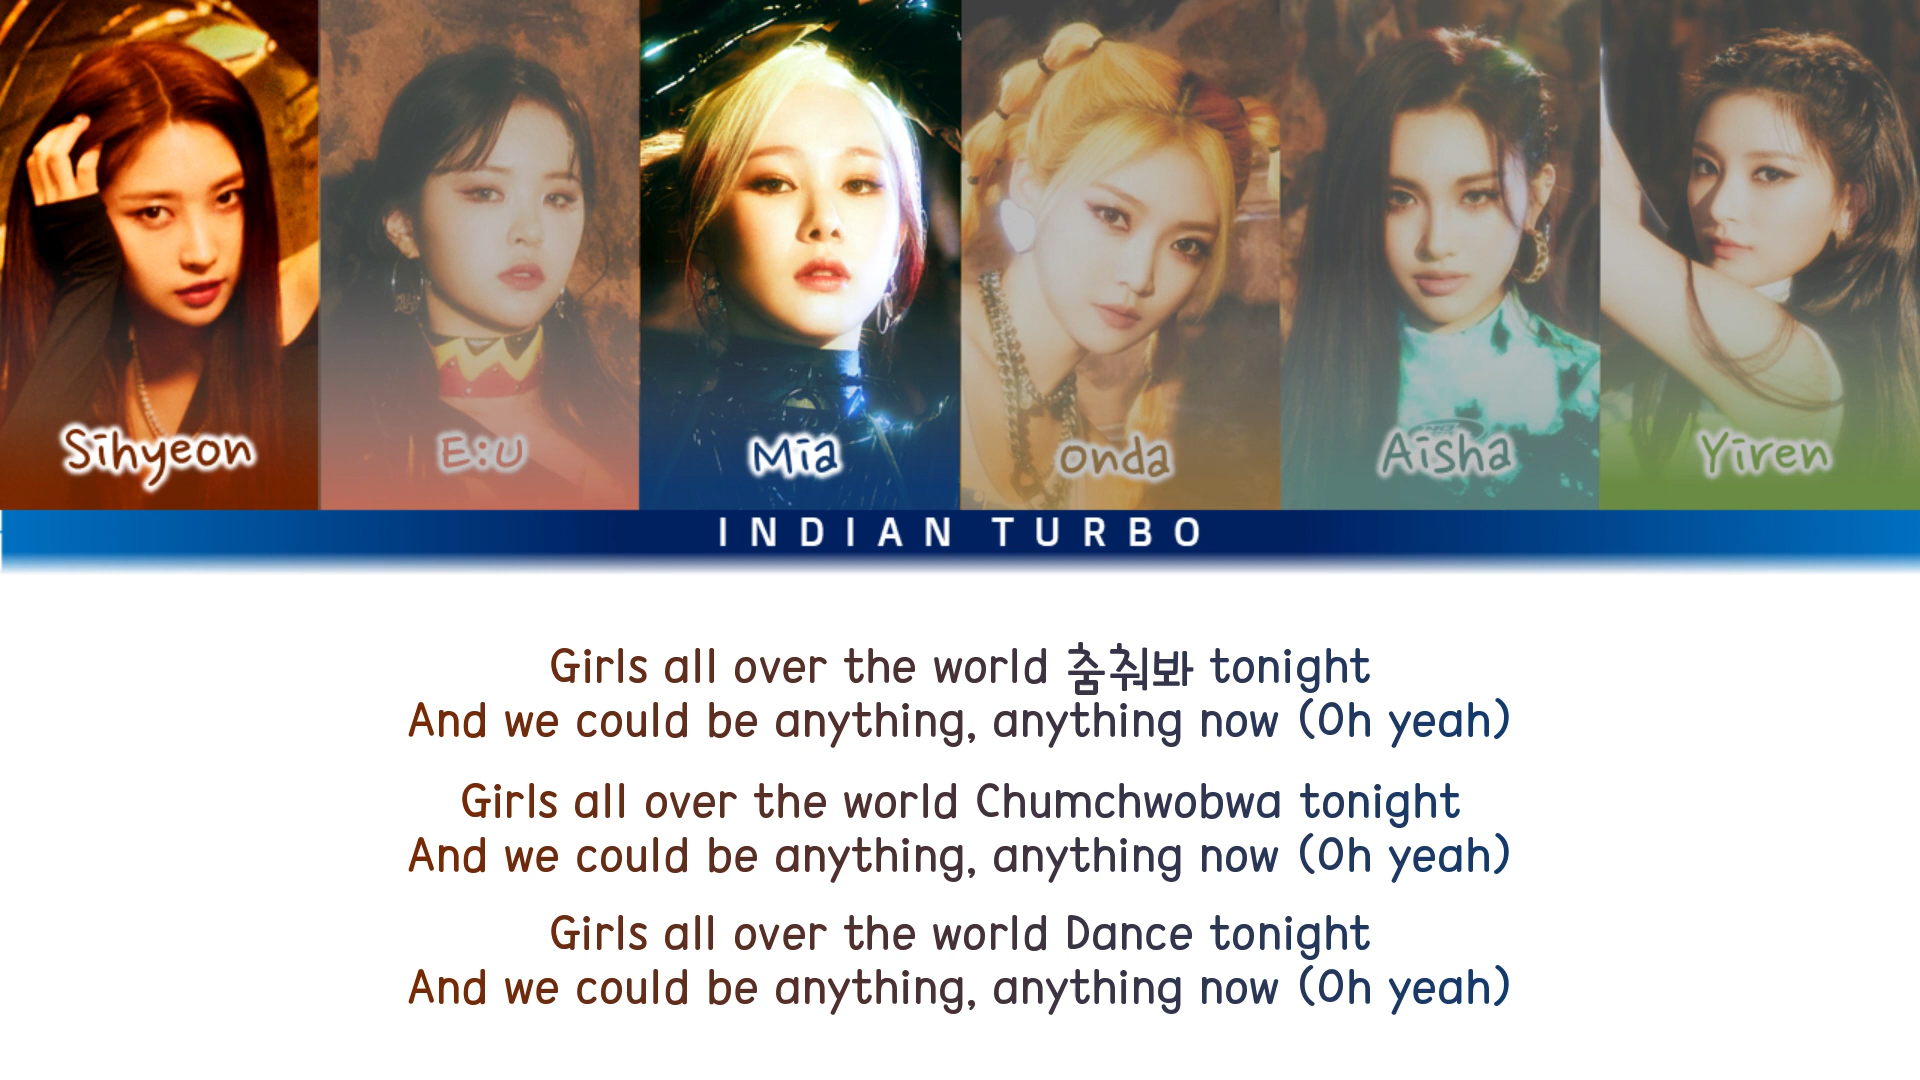 Sihyeon
E:U
Mia
onda
Aisha
Yiren
INDIAN TURBO
Girls all over the world 춤춰봐 tonight
And we could be anything, anything now (Oh yeah)
Girls all over the world Chumchwobwa tonight
And we could be anything, anything now (Oh yeah)
Girls all over the world Dance tonight
And we could be anything, anything now (Oh yeah)